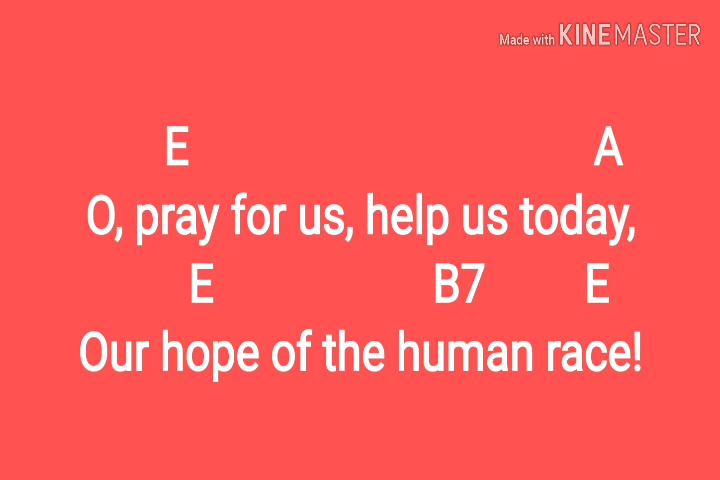 Made with KINEMASTER
E A
O, pray for us, help us today,
E B7 E
Our hope of the human race!